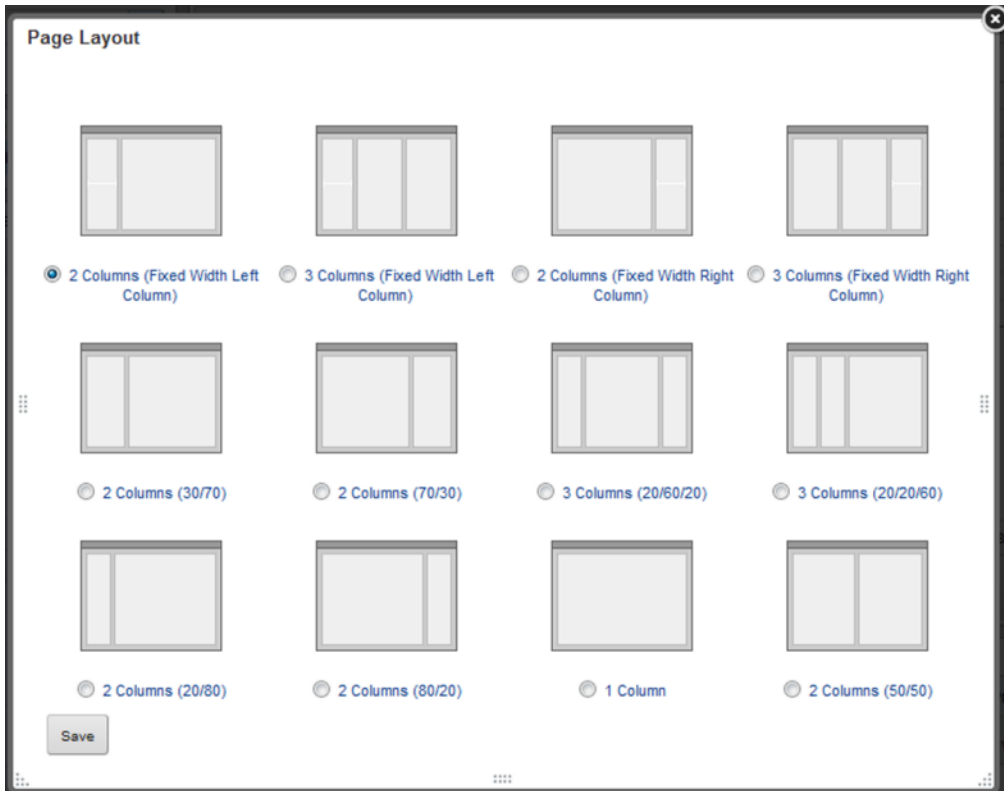 Page Layout
2 Columns (Fixed Width Left
Column)
3 Columns (Fixed Width Left
Column)
2 Columns (Fixed Width Right
Column)
3 Columns (Fixed Width Right
Column)
2 Columns (30/70)
2 Columns (70/30)
3 Columns (20/60/20)
3 Columns (20/20/60)
2 Columns (20/80)
2 Columns (80/20)
1 Column
2 Columns (50/50)
Save